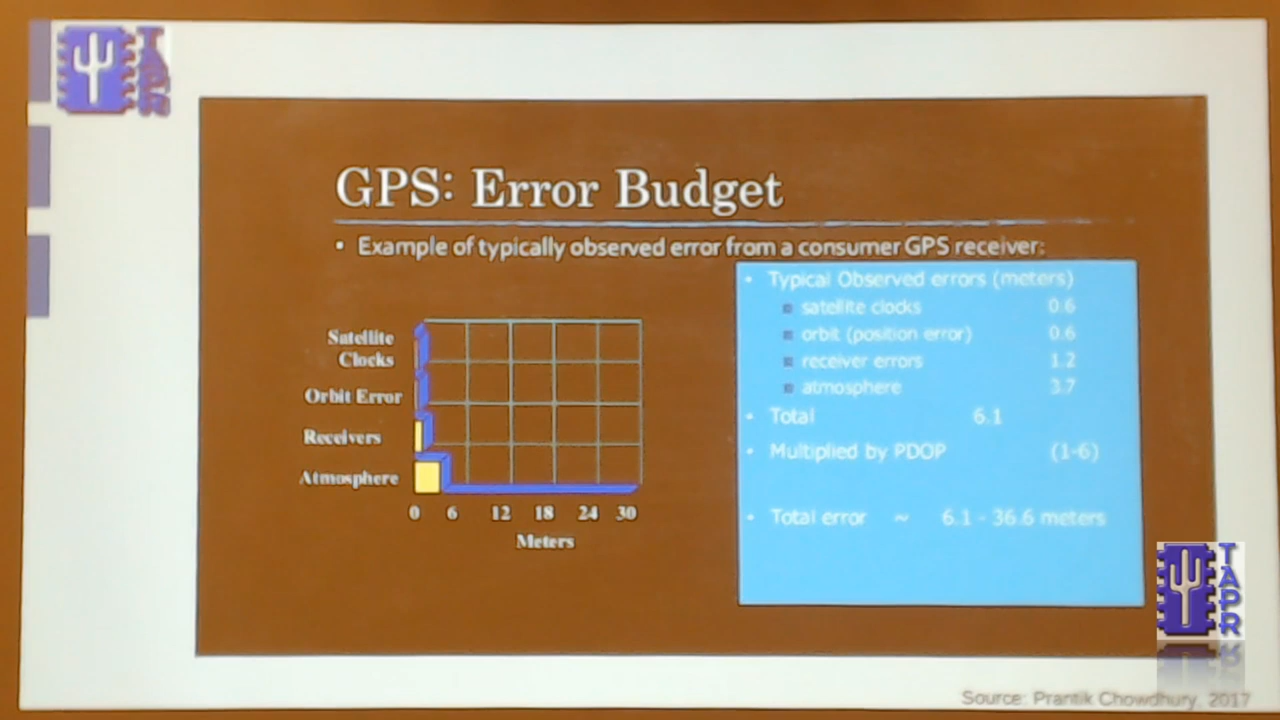 TAPR
GPS: Error Budget
• Example of typically observed error from a consumer GPS receiver:
Satellite
Clocks
Orbit Error
Receivers
Atmosphere
0 6 12 18 24 30
Meters
• Typical Observed errors (meters)
satellite clocks 0.6
orbit (position error) 0.6
receiver errors 1.2
atmosphere 3.7
• Total 6.1
• Multiplied by PDOP (1-6)
• Total error ~ 6.1 - 36.6 meters
TAPR
Source: Prantik Chowdhury, 2017